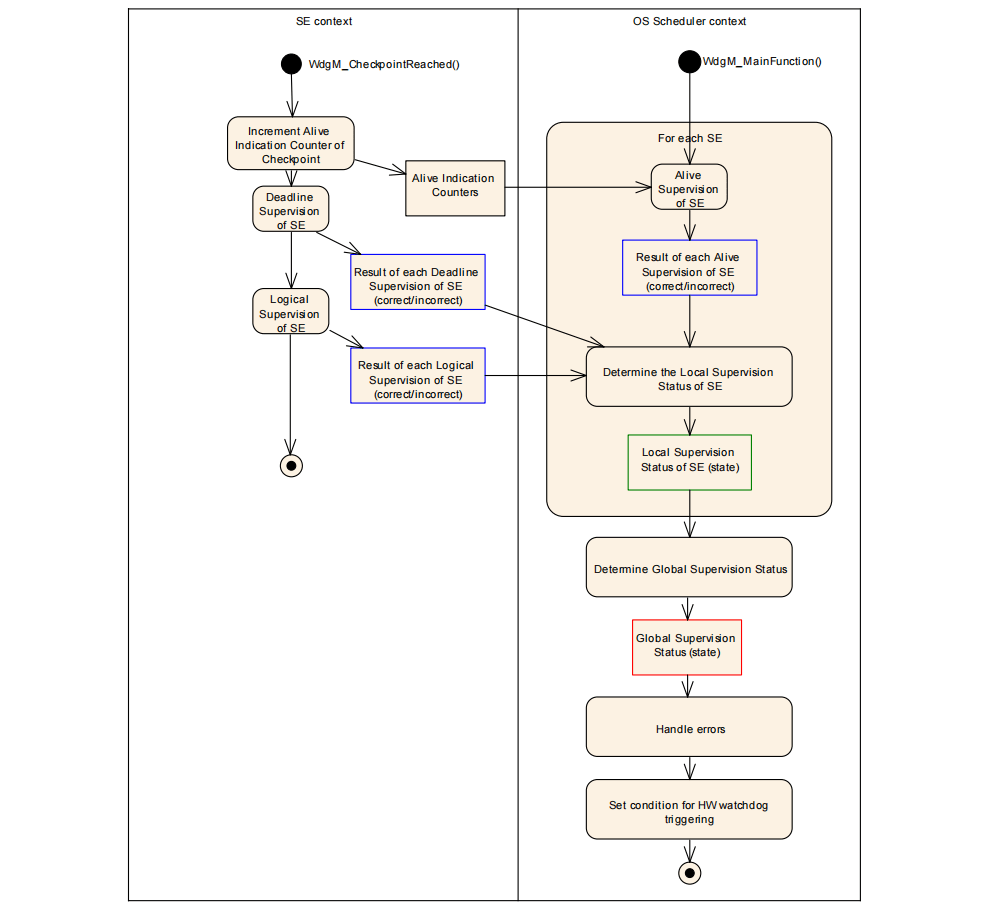 SE context
WdgM_CheckpointReached()
Increment Alive
Indication Counter of
Checkpoint
Alive Indication
Counters
Deadline
Supervision
of SE
Result of each Deadline
Supervision of SE
(correct/incorrect)
Logical
Supervision
of SE
Result of each Logical
Supervision of SE
(correct/incorrect)
OS Scheduler context
WdgM_MainFunction()
For each SE
Alive
Supervision
of SE
Result of each Alive
Supervision of SE
(correct/incorrect)
Determine the Local Supervision
Status of SE
Local Supervision
Status of SE (state)
Determine Global Supervision Status
Global Supervision
Status (state)
Handle errors
Set condition for HW watchdog
triggering